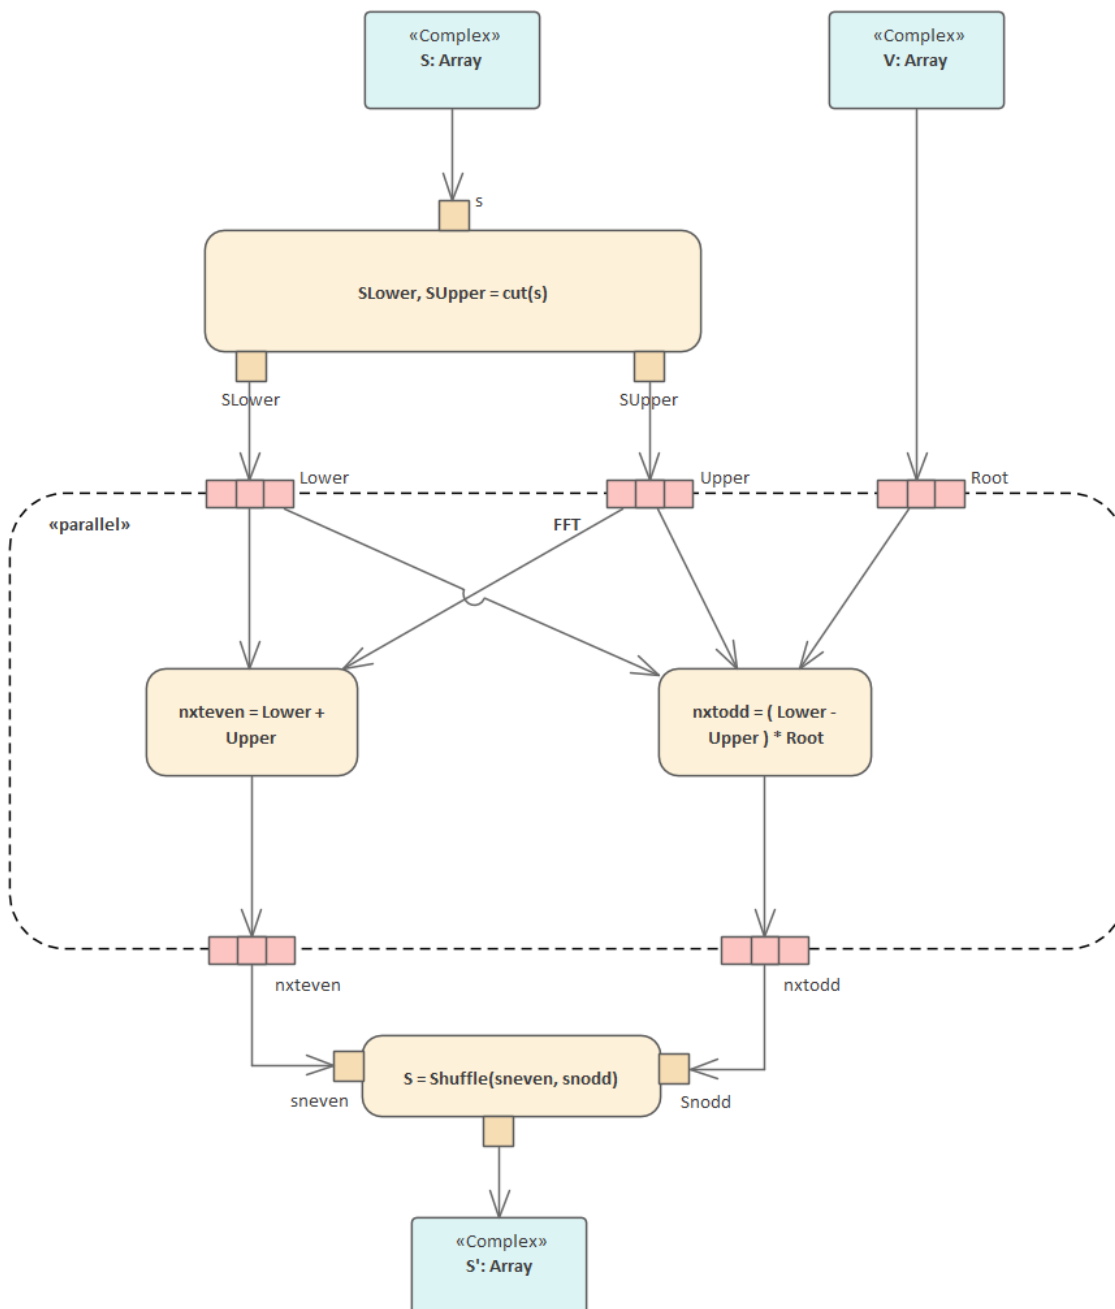 «Complex»
S: Array
«Complex»
V: Array
s
SLower, SUpper = cut(s)
SLower
SUpper
Lower
Upper
Root
«parallel»
FFT
nxteven = Lower +
Upper
nxtodd = ( Lower -
Upper ) * Root
nxteven
nxtodd
S = Shuffle(sneven, snodd)
sneven
Snodd
«Complex»
S': Array